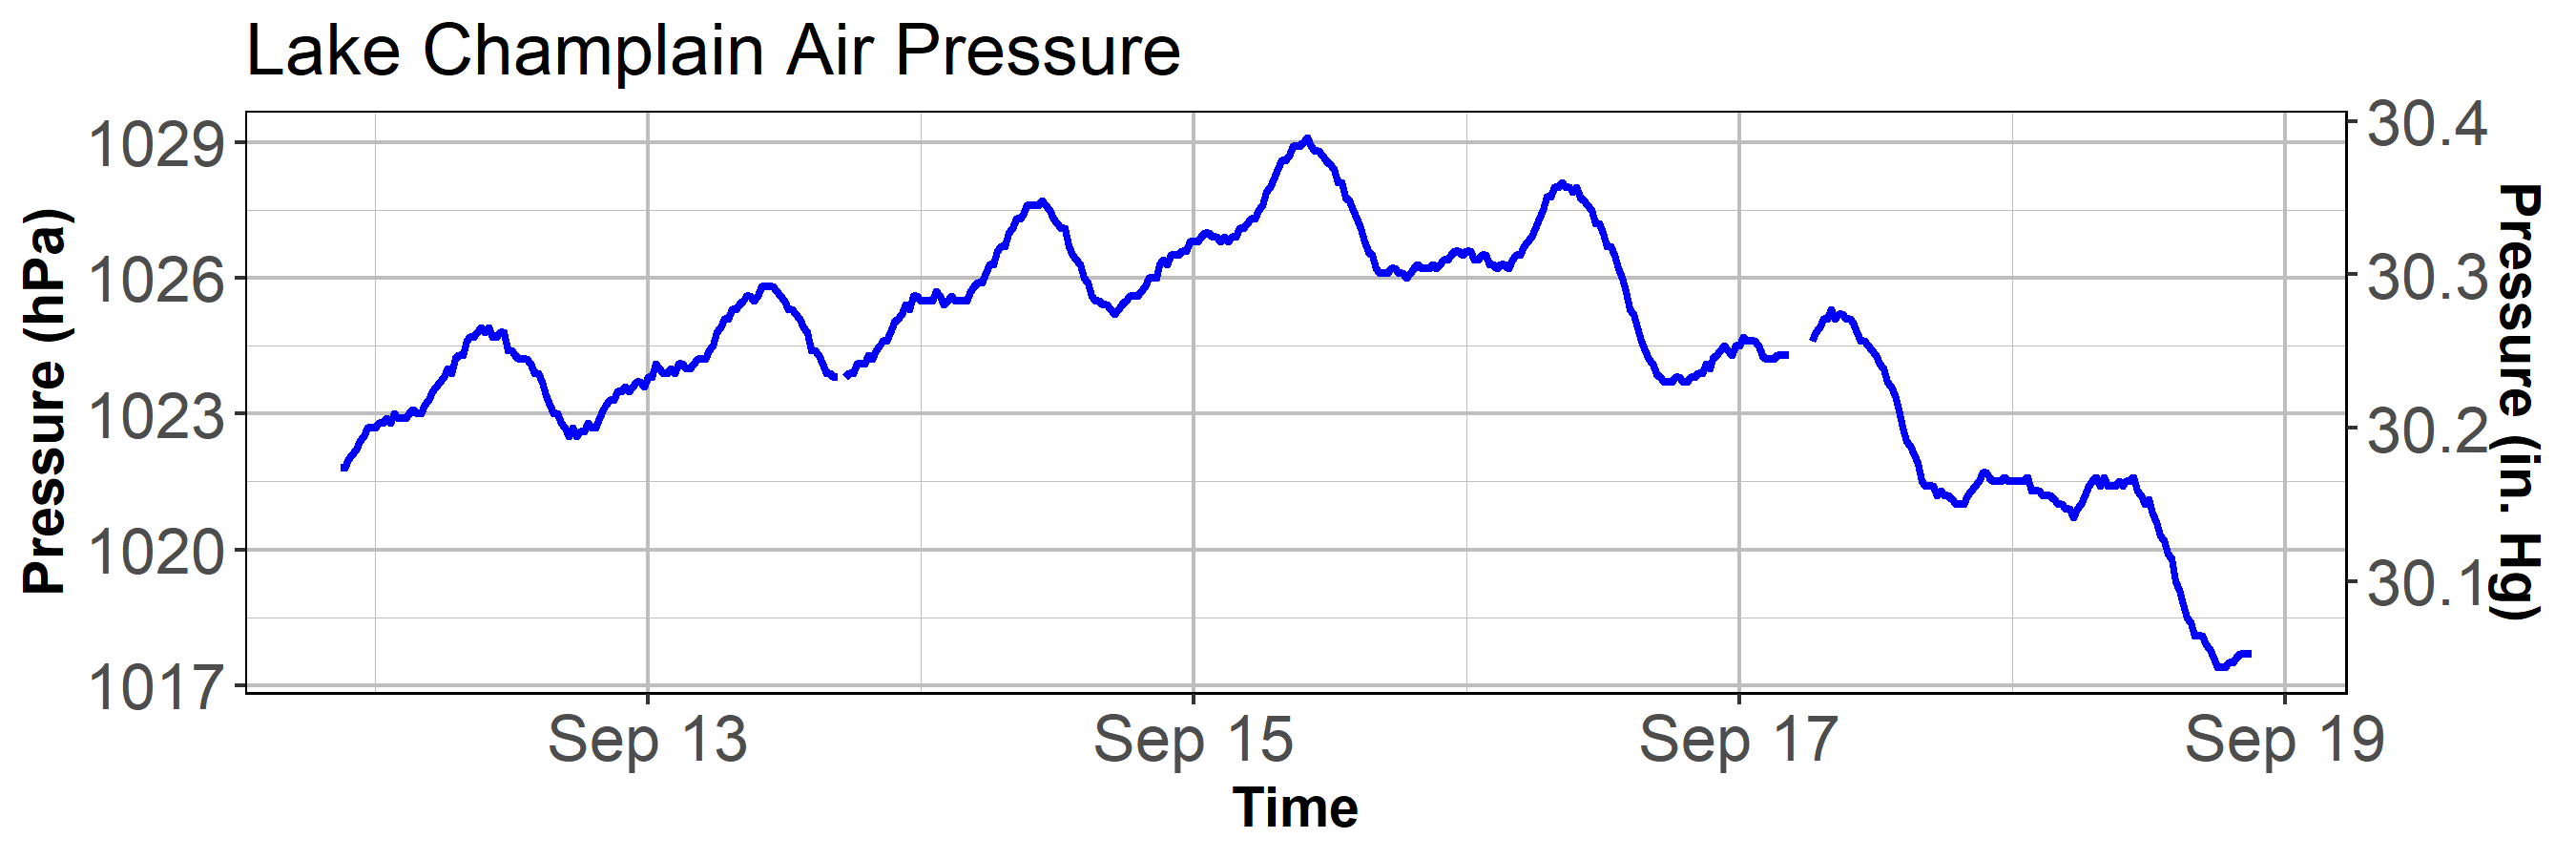 Lake Champlain Air Pressure
Pressure (hPa)
1029
1026
1023
1020
1017
30.4
30.3
30.2
30.1
Pressure (in. Hg)
Sep 13
Sep 15
Sep 17
Sep 19
Time